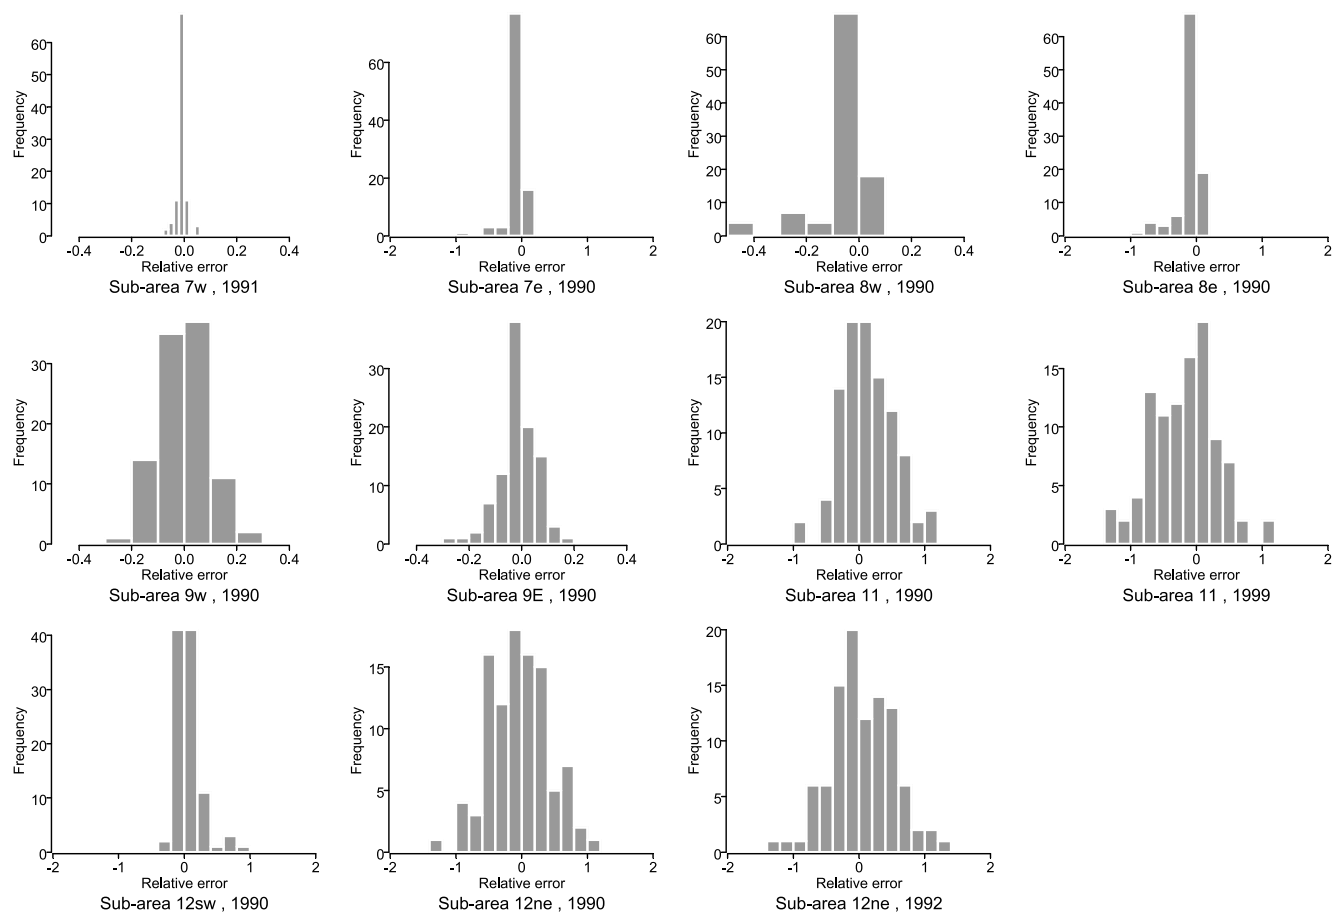 Frequency
60
50
40
30
20
10
0
-0.4 -0.2 0.0 0.2 0.4
Relative error
Sub-area 7w , 1991
Frequency
60
40
20
0
-2 -1 0 1 2
Relative error
Sub-area 7e , 1990
Frequency
60
50
40
30
20
10
0
-0.4 -0.2 0.0 0.2 0.4
Relative error
Sub-area 8w , 1990
Frequency
60
50
40
30
20
10
0
-2 -1 0 1 2
Relative error
Sub-area 8e , 1990
Frequency
30
20
10
0
-0.4 -0.2 0.0 0.2 0.4
Relative error
Sub-area 9w , 1990
Frequency
30
20
10
0
-0.4 -0.2 0.0 0.2 0.4
Relative error
Sub-area 9E , 1990
Frequency
20
15
10
5
0
-2 -1 0 1 2
Relative error
Sub-area 11 , 1990
Frequency
15
10
5
0
-2 -1 0 1 2
Relative error
Sub-area 11 , 1999
Frequency
40
30
20
10
0
-2 -1 0 1 2
Relative error
Sub-area 12sw , 1990
Frequency
15
10
5
0
-2 -1 0 1 2
Relative error
Sub-area 12ne , 1990
Frequency
20
15
10
5
0
-2 -1 0 1 2
Relative error
Sub-area 12ne , 1992